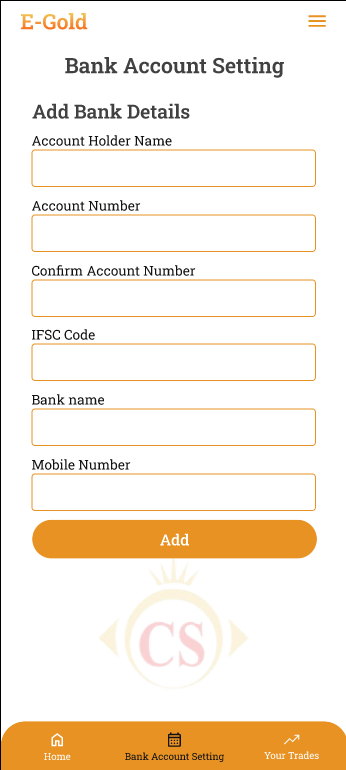 E-Gold
Bank Account Setting
Add Bank Details
Account Holder Name
Account Number
Confirm Account Number
IFSC Code
Bank name
Mobile Number
Add
CS
Home
Bank Account Setting
Your Trades